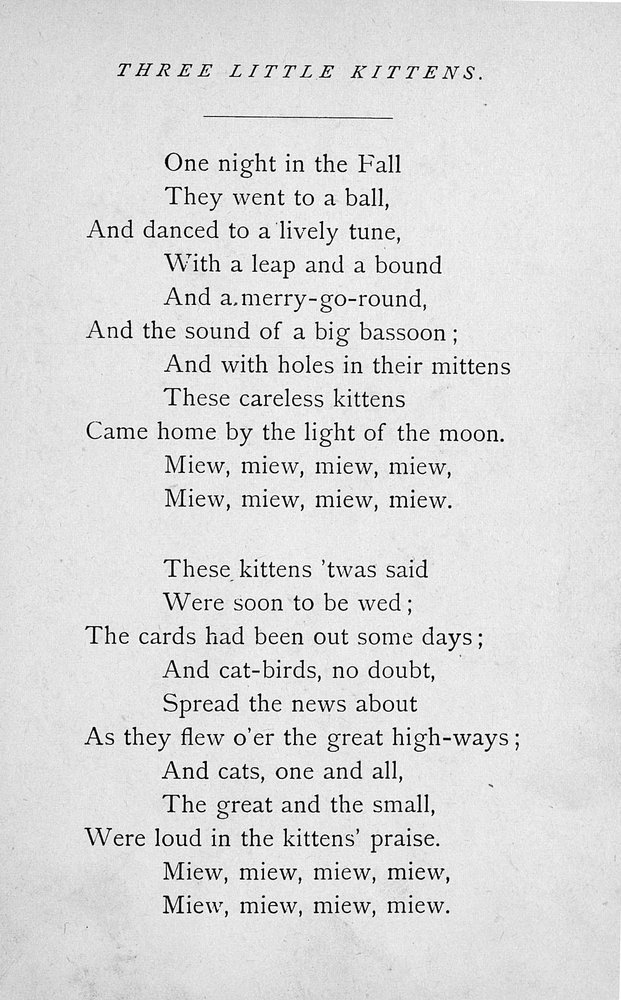 THREE LITTLE KITTENS.
One night in the Fall
They went to a ball,
And danced to a lively tune,
With a leap and a bound
And a merry-go-round,
And the sound of a big bassoon;
And with holes in their mittens
These careless kittens
Came home by the light of the moon.
Miew, miew, miew, miew,
Miew, miew, miew, miew.
These kittens ’twas said
Were soon to be wed;
The cards had been out some days;
And cat-birds, no doubt,
Spread the news about
As they flew o’er the great high-ways;
And cats, one and all,
The great and the small,
Were loud in the kittens’ praise.
Miew, miew, miew, miew,
Miew, miew, miew, miew.